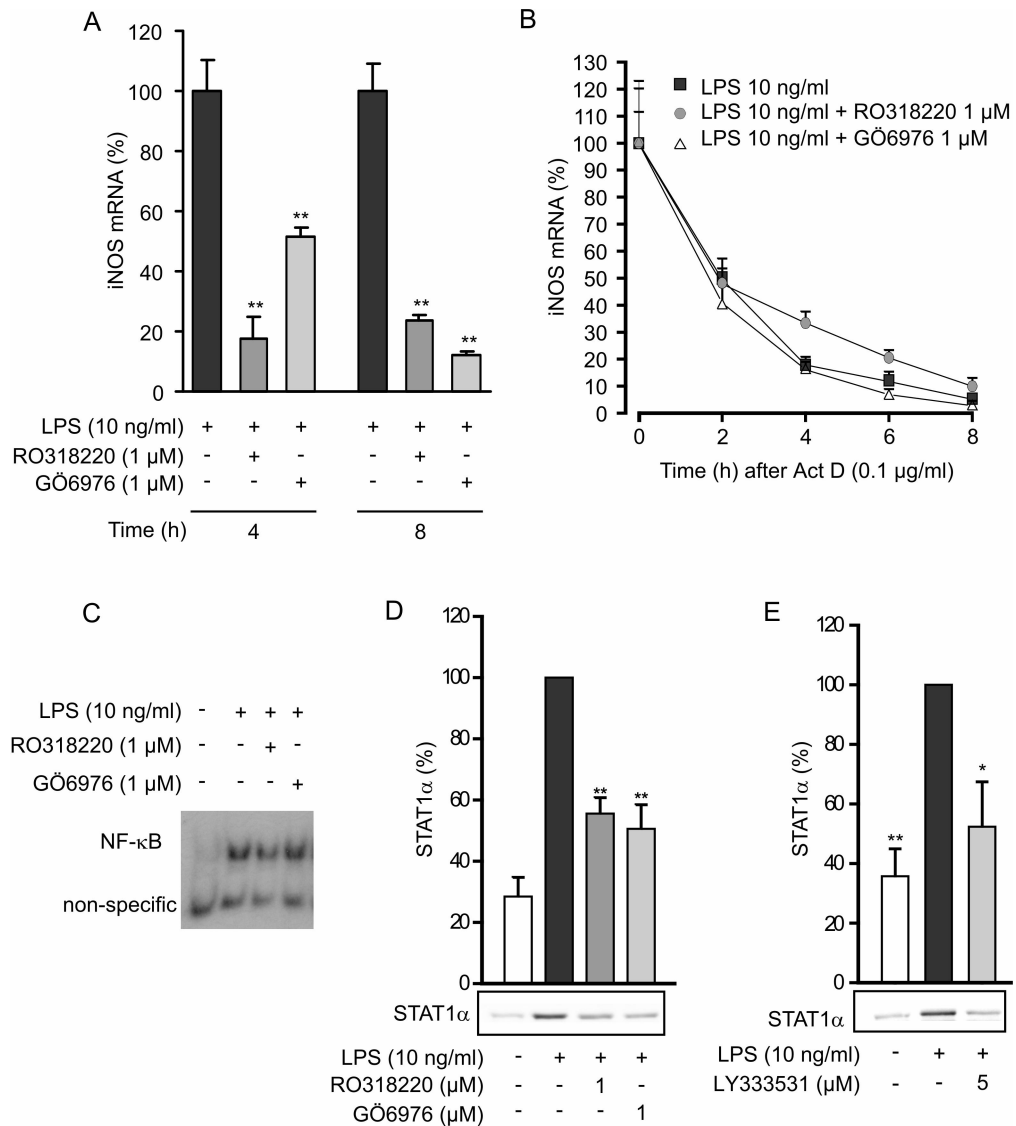 A
120
100
80
60
40
20
0
iNOS mRNA (%)
**
**
**
**
LPS (10 ng/ml) + + + + + +
RO318220 (1 µM) - + - - + -
GÖ6976 (1 µM) - - + - - +
Time (h) 4 8
B
130
120
110
100
90
80
70
60
50
40
30
20
10
0
iNOS mRNA (%)
LPS 10 ng/ml
LPS 10 ng/ml + RO318220 1 µM
LPS 10 ng/ml + GÖ6976 1 µM
0 2 4 6 8
Time (h) after Act D (0.1 µg/ml)
C
LPS (10 ng/ml) - + + +
RO318220 (1 µM) - - + -
GÖ6976 (1 µM) - - - +
NF-κB
non-specific
D
120
100
80
60
40
20
0
STAT1α (%)
** **
STAT1α
LPS (10 ng/ml) - + + +
RO318220 (µM) - - 1 -
GÖ6976 (µM) - - - 1
E
120
100
80
60
40
20
0
STAT1α (%)
**
*
STAT1α
LPS (10 ng/ml) - + +
LY333531 (µM) - - 5